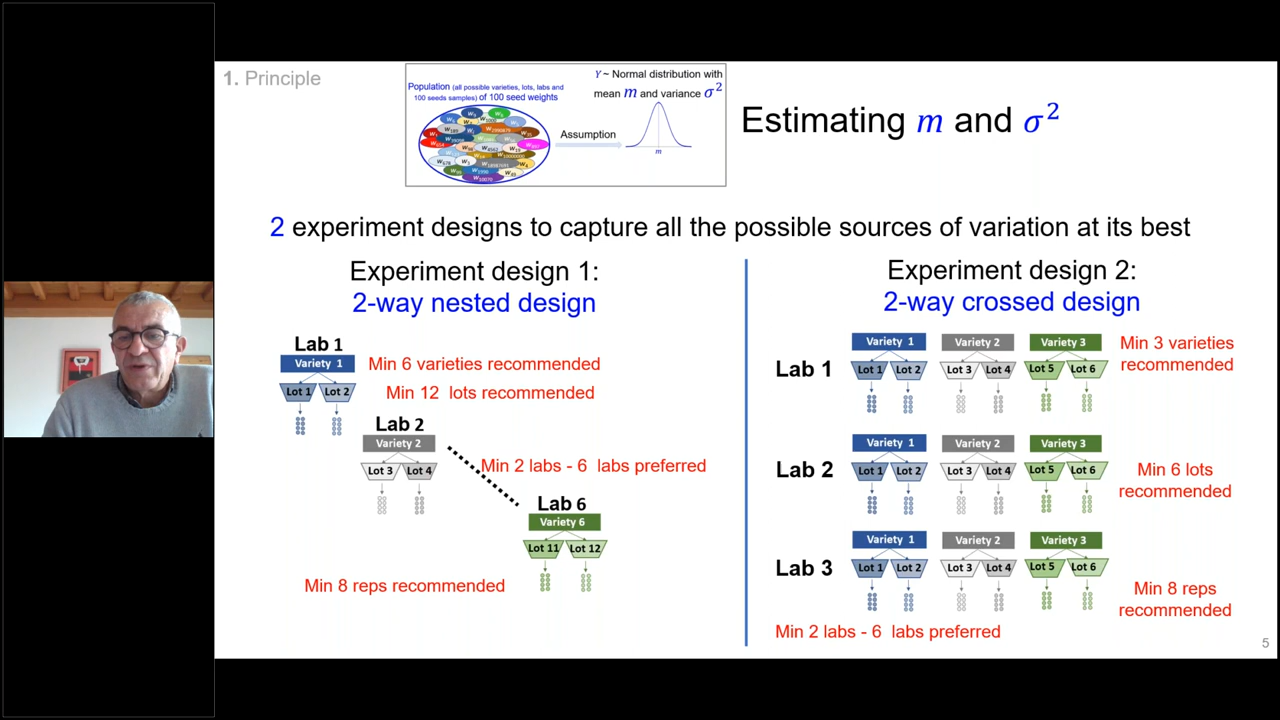 1. Principle
Population (all possible varieties, lots, labs and
100 seeds samples) of 100 seed weights
Y ~ Normal distribution with
mean m and variance σ²
Assumption
m
Estimating m and σ²
2 experiment designs to capture all the possible sources of variation at its best
Experiment design 1:
2-way nested design
Lab 1
Variety 1
Lot 1 Lot 2
Min 6 varieties recommended
Min 12 lots recommended
Lab 2
Variety 2
Lot 3 Lot 4
Min 2 labs - 6 labs preferred
Lab 6
Variety 6
Lot 11 Lot 12
Min 8 reps recommended
Experiment design 2:
2-way crossed design
Lab 1
Variety 1 Variety 2 Variety 3
Lot 1 Lot 2 Lot 3 Lot 4 Lot 5 Lot 6
Min 3 varieties
recommended
Lab 2
Variety 1 Variety 2 Variety 3
Lot 1 Lot 2 Lot 3 Lot 4 Lot 5 Lot 6
Min 6 lots
recommended
Lab 3
Variety 1 Variety 2 Variety 3
Lot 1 Lot 2 Lot 3 Lot 4 Lot 5 Lot 6
Min 8 reps
recommended
Min 2 labs - 6 labs preferred
5